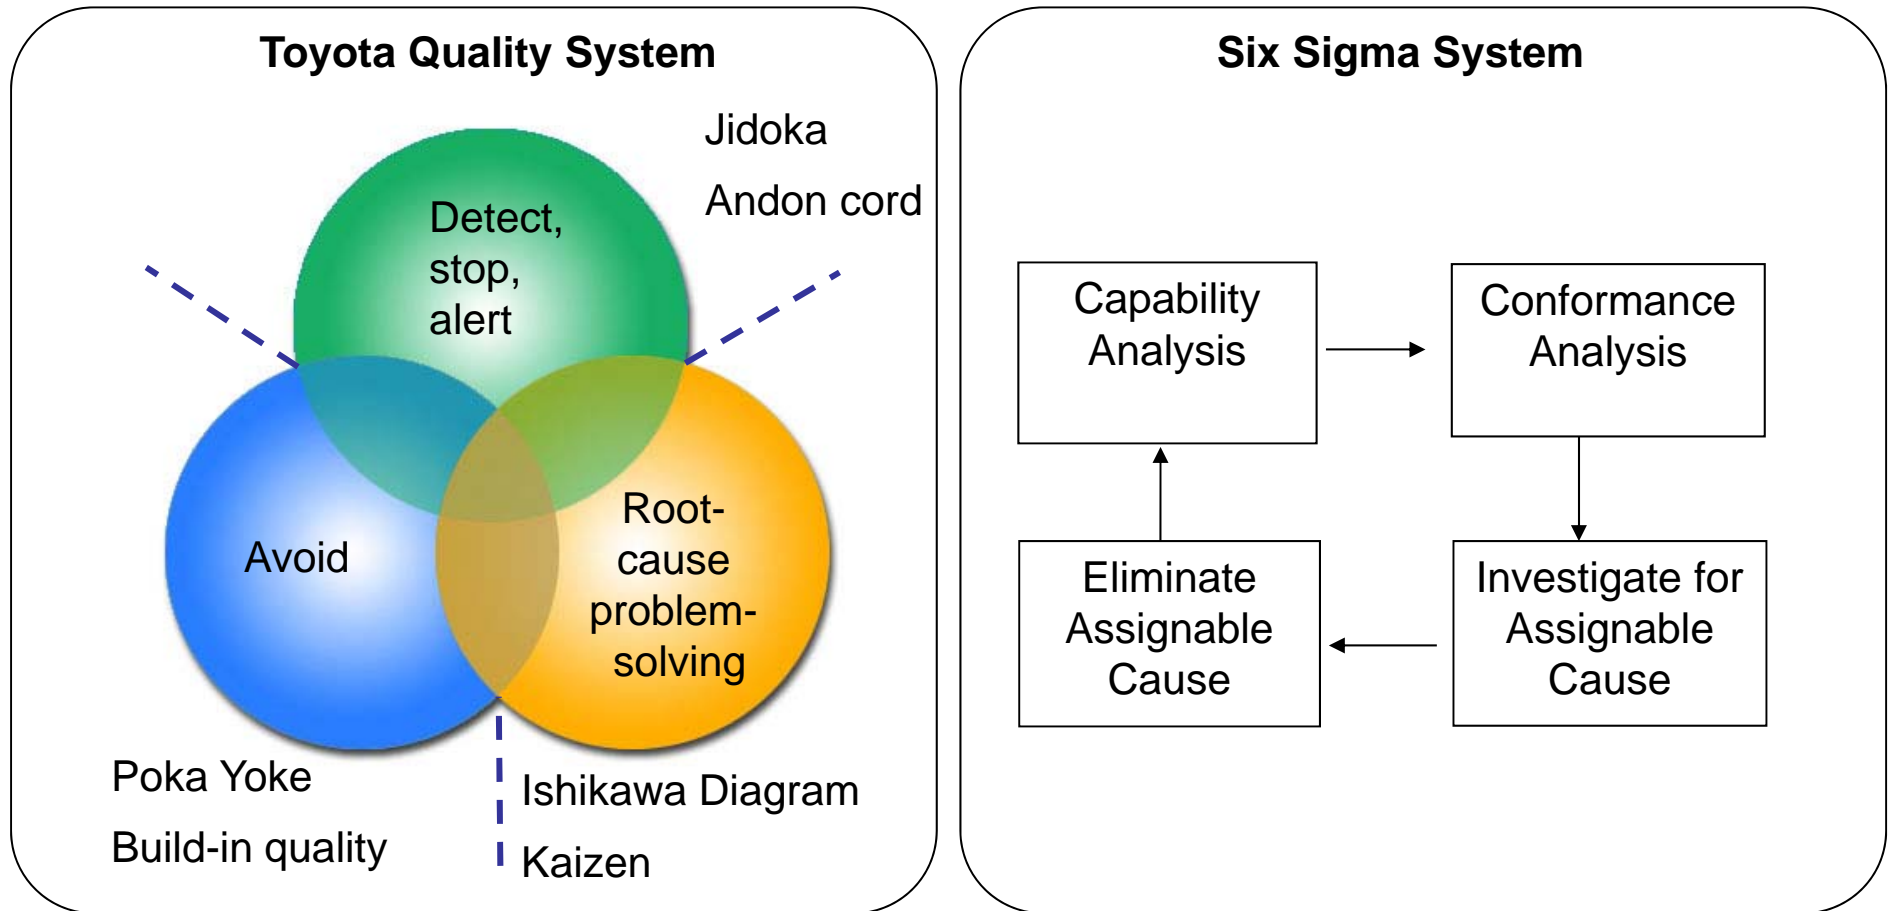 Toyota Quality System
Jidoka
Andon cord
Detect,
stop,
alert
Avoid
Root-
cause
problem-
solving
Poka Yoke
Build-in quality
Ishikawa Diagram
Kaizen
Six Sigma System
Capability
Analysis
Conformance
Analysis
Eliminate
Assignable
Cause
Investigate for
Assignable
Cause